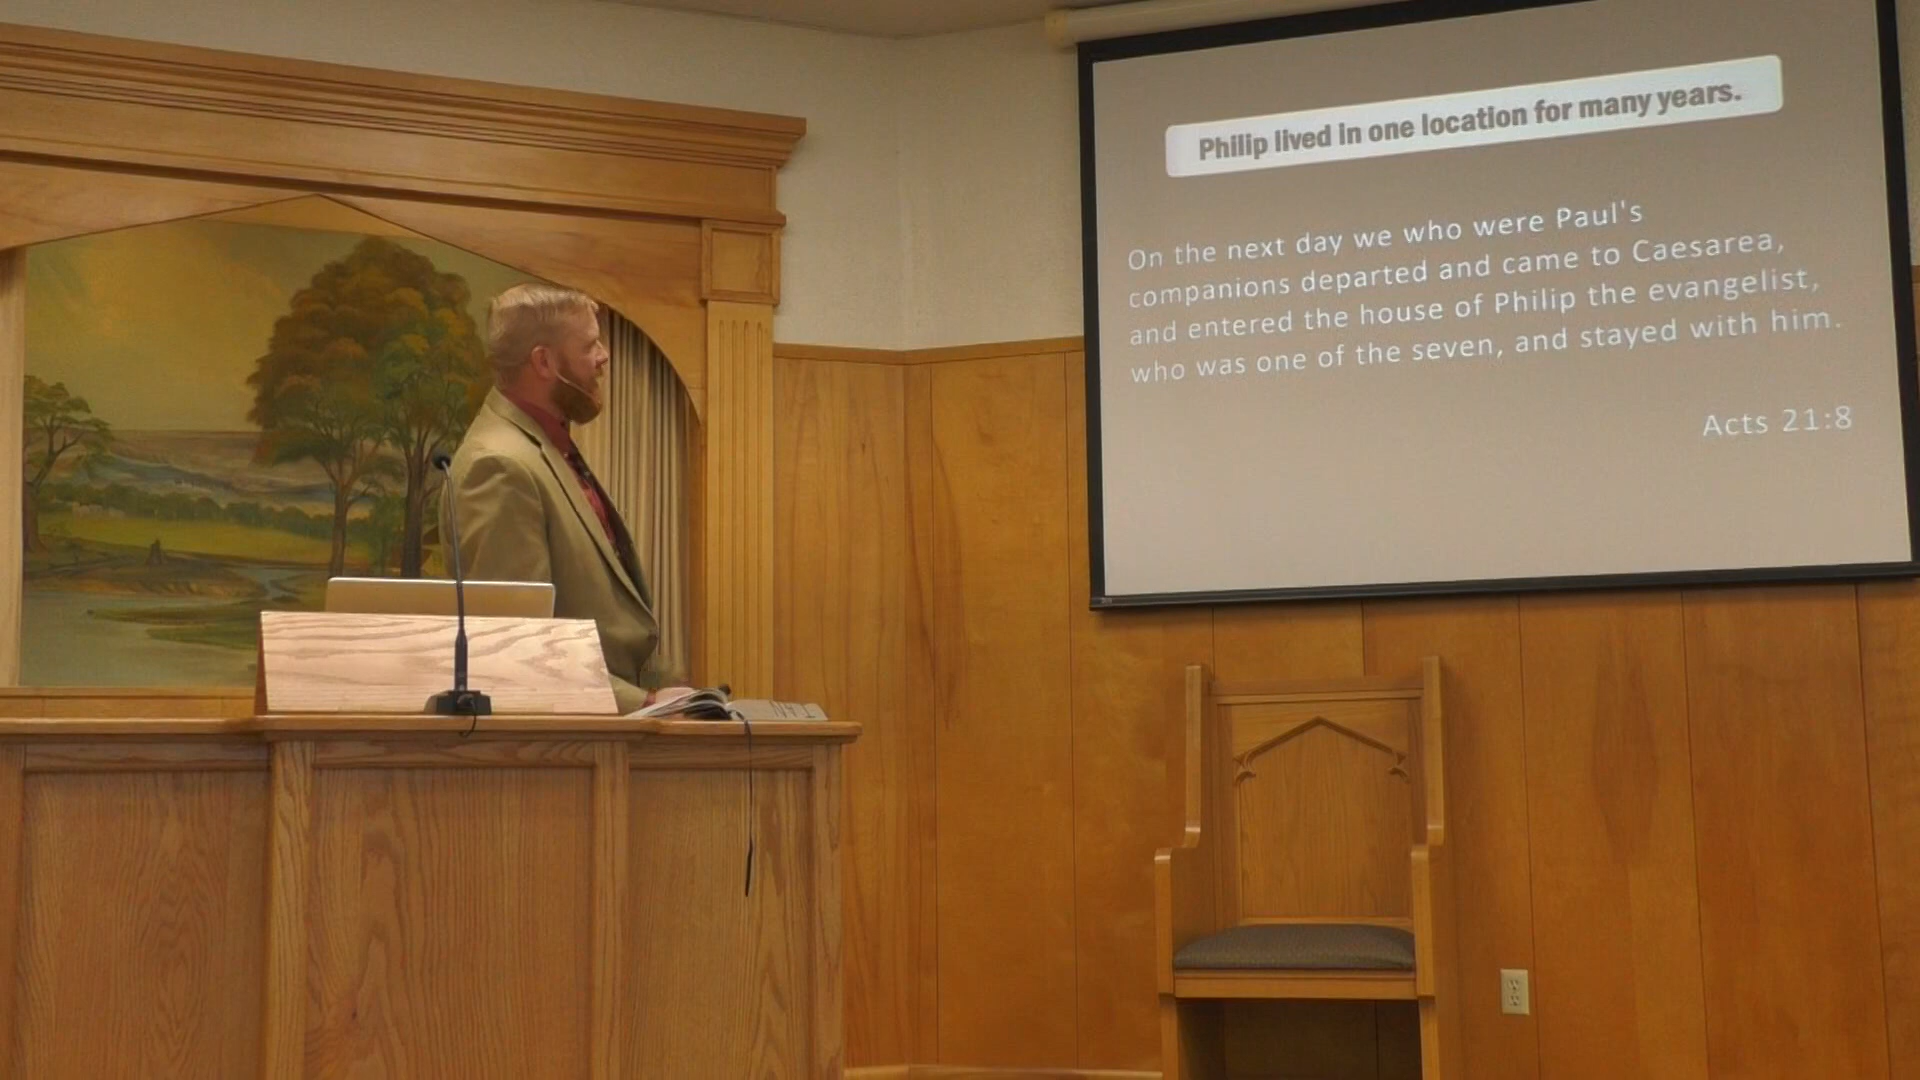 Philip lived in one location for many years.
On the next day we who were Paul's
companions departed and came to Caesarea,
and entered the house of Philip the evangelist,
who was one of the seven, and stayed with him.
Acts 21:8